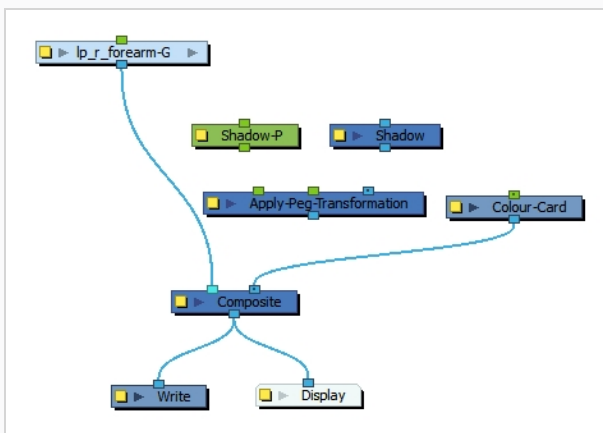 lp_r_forearm-G
Shadow-P
Shadow
Apply-Peg-Transformation
Colour-Card
Composite
Write
Display